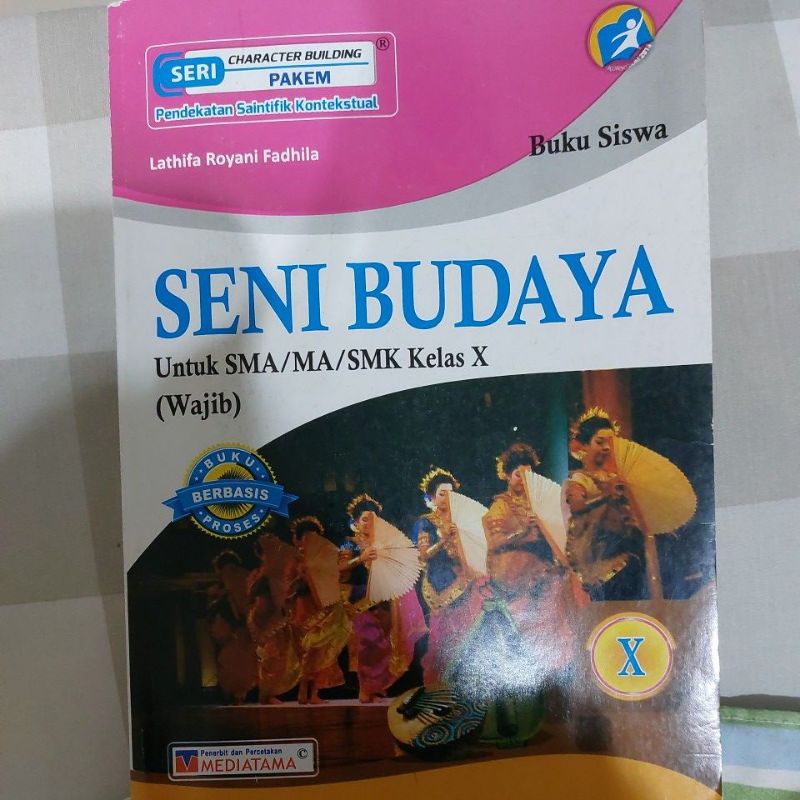 SERI
CHARACTER BUILDING
PAKEM
®
Pendekatan Saintifik Kontekstual
Lathifa Royani Fadhila
Buku Siswa
SENI BUDAYA
Untuk SMA/MA/SMK Kelas X
(Wajib)
BUKU
BERBASIS
PROSES
X
Penerbit dan Percetakan
MEDIATAMA
©